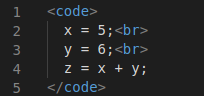 1 <code>
2 x = 5;<br>
3 y = 6;<br>
4 z = x + y;
5 </code>